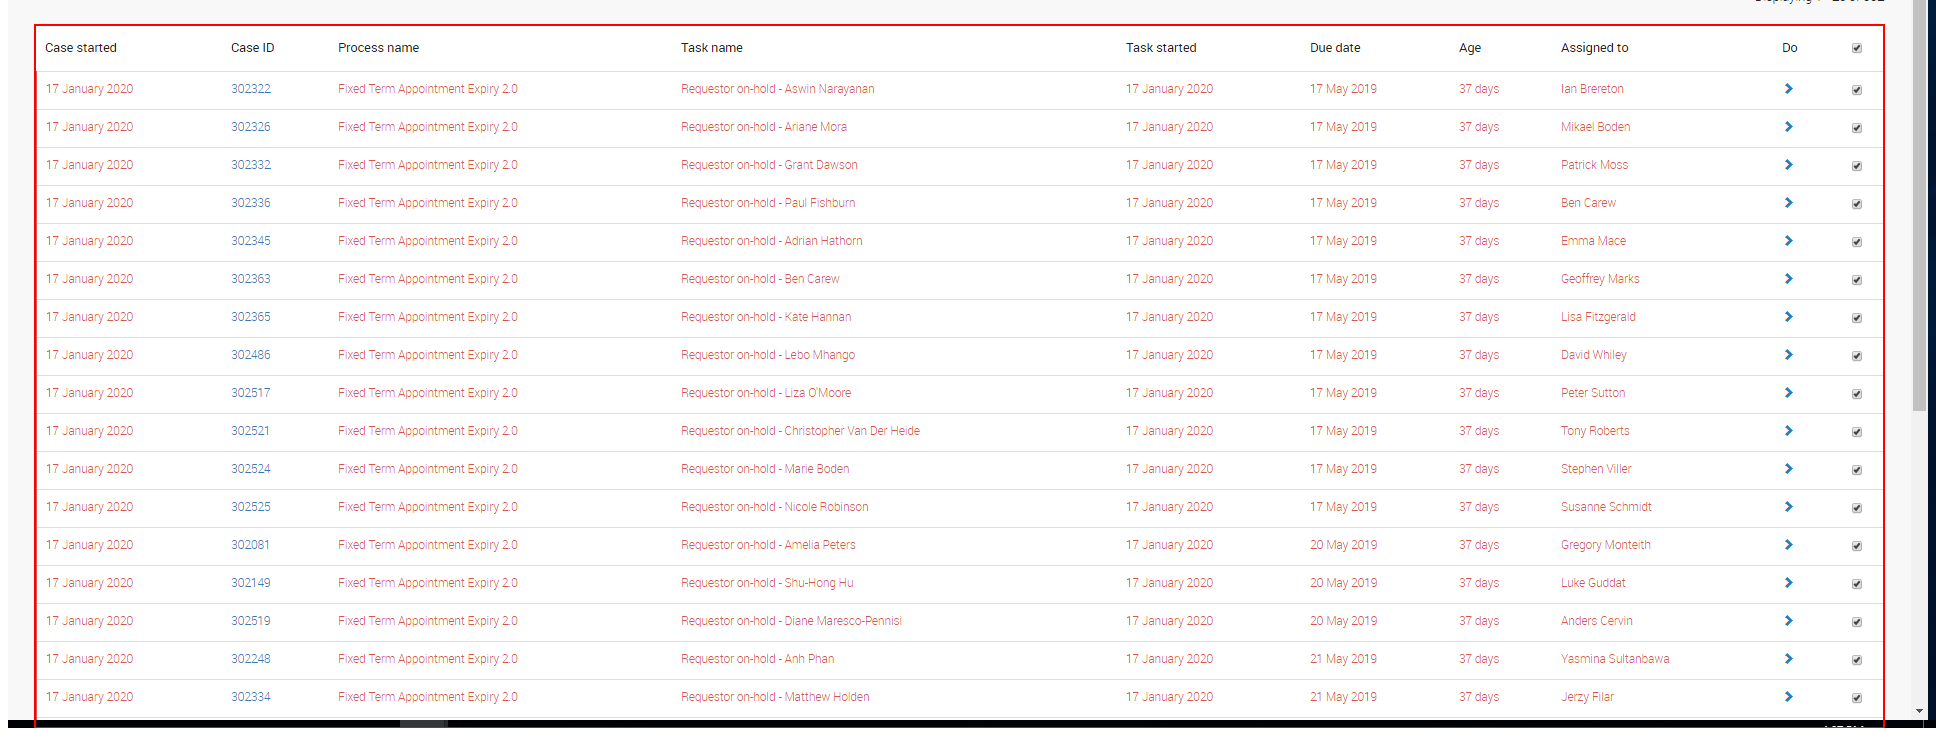 Case started Case ID Process name Task name Task started Due date Age Assigned to Do
17 January 2020 302322 Fixed Term Appointment Expiry 2.0 Requestor on-hold - Aswin Narayanan 17 January 2020 17 May 2019 37 days Ian Brereton
17 January 2020 302326 Fixed Term Appointment Expiry 2.0 Requestor on-hold - Ariane Mora 17 January 2020 17 May 2019 37 days Mikael Boden
17 January 2020 302332 Fixed Term Appointment Expiry 2.0 Requestor on-hold - Grant Dawson 17 January 2020 17 May 2019 37 days Patrick Moss
17 January 2020 302336 Fixed Term Appointment Expiry 2.0 Requestor on-hold - Paul Fishburn 17 January 2020 17 May 2019 37 days Ben Carew
17 January 2020 302345 Fixed Term Appointment Expiry 2.0 Requestor on-hold - Adrian Hathorn 17 January 2020 17 May 2019 37 days Emma Mace
17 January 2020 302363 Fixed Term Appointment Expiry 2.0 Requestor on-hold - Ben Carew 17 January 2020 17 May 2019 37 days Geoffrey Marks
17 January 2020 302365 Fixed Term Appointment Expiry 2.0 Requestor on-hold - Kate Hannan 17 January 2020 17 May 2019 37 days Lisa Fitzgerald
17 January 2020 302486 Fixed Term Appointment Expiry 2.0 Requestor on-hold - Lebo Mhango 17 January 2020 17 May 2019 37 days David Whiley
17 January 2020 302517 Fixed Term Appointment Expiry 2.0 Requestor on-hold - Liza O'Moore 17 January 2020 17 May 2019 37 days Peter Sutton
17 January 2020 302521 Fixed Term Appointment Expiry 2.0 Requestor on-hold - Christopher Van Der Heide 17 January 2020 17 May 2019 37 days Tony Roberts
17 January 2020 302524 Fixed Term Appointment Expiry 2.0 Requestor on-hold - Marie Boden 17 January 2020 17 May 2019 37 days Stephen Viller
17 January 2020 302525 Fixed Term Appointment Expiry 2.0 Requestor on-hold - Nicole Robinson 17 January 2020 17 May 2019 37 days Susanne Schmidt
17 January 2020 302081 Fixed Term Appointment Expiry 2.0 Requestor on-hold - Amelia Peters 17 January 2020 20 May 2019 37 days Gregory Monteith
17 January 2020 302149 Fixed Term Appointment Expiry 2.0 Requestor on-hold - Shu-Hong Hu 17 January 2020 20 May 2019 37 days Luke Guddat
17 January 2020 302519 Fixed Term Appointment Expiry 2.0 Requestor on-hold - Diane Maresco-Pennisi 17 January 2020 20 May 2019 37 days Anders Cervin
17 January 2020 302248 Fixed Term Appointment Expiry 2.0 Requestor on-hold - Anh Phan 17 January 2020 21 May 2019 37 days Yasmina Sultanbawa
17 January 2020 302334 Fixed Term Appointment Expiry 2.0 Requestor on-hold - Matthew Holden 17 January 2020 21 May 2019 37 days Jerzy Filar